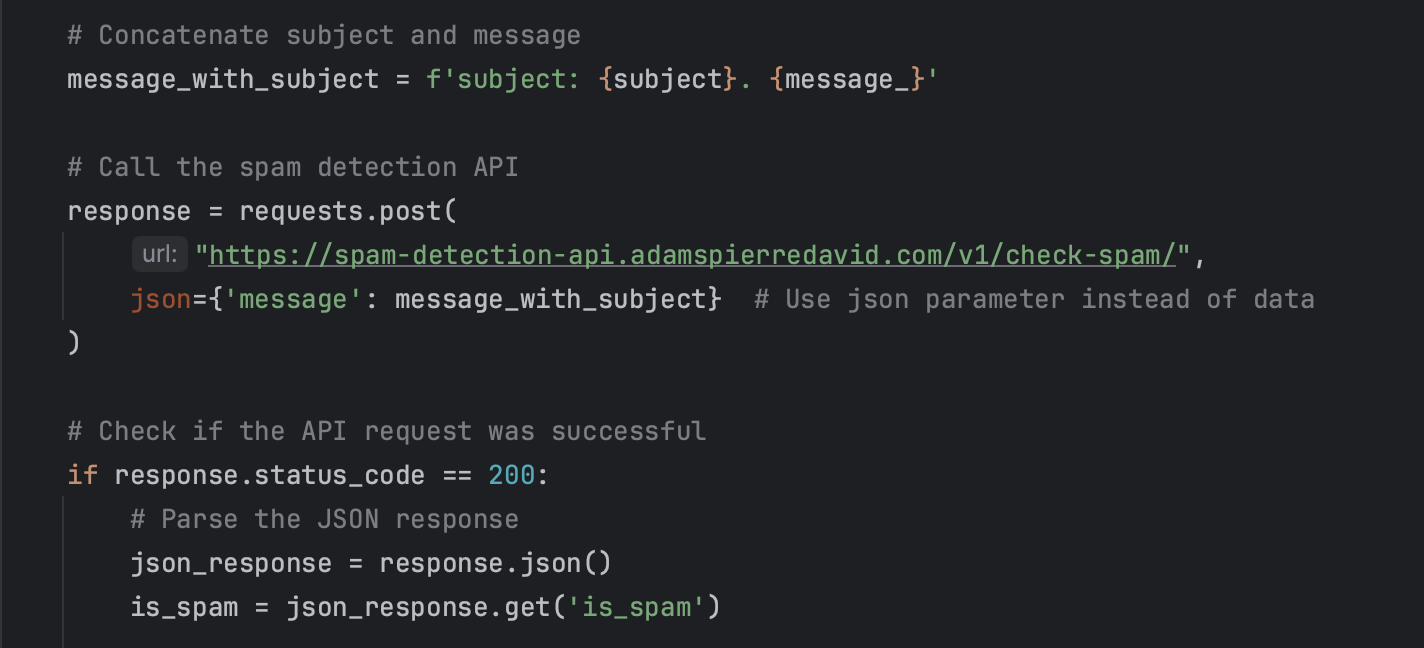 # Concatenate subject and message
message_with_subject = f'subject: {subject}. {message_}'
# Call the spam detection API
response = requests.post(
url: "https://spam-detection-api.adamspierredavid.com/v1/check-spam/",
json={'message': message_with_subject}  # Use json parameter instead of data
)
# Check if the API request was successful
if response.status_code == 200:
# Parse the JSON response
json_response = response.json()
is_spam = json_response.get('is_spam')